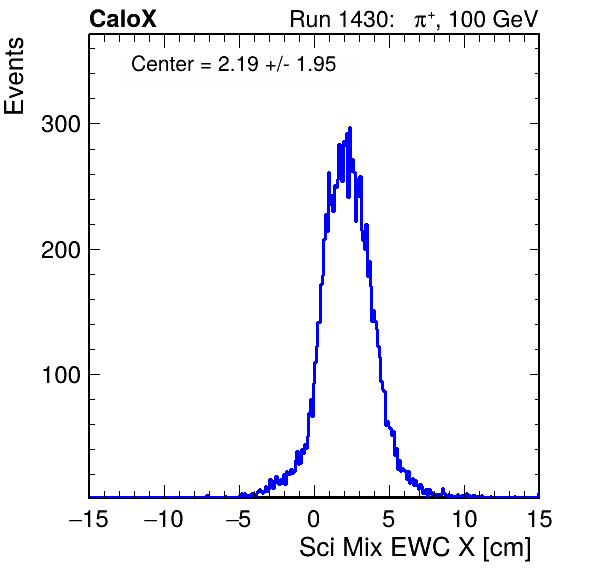 CaloX Run 1430: π⁺, 100 GeV
Center = 2.19 +/- 1.95
Events
300
200
100
−15 −10 −5 0 5 10 15
Sci Mix EWC X [cm]